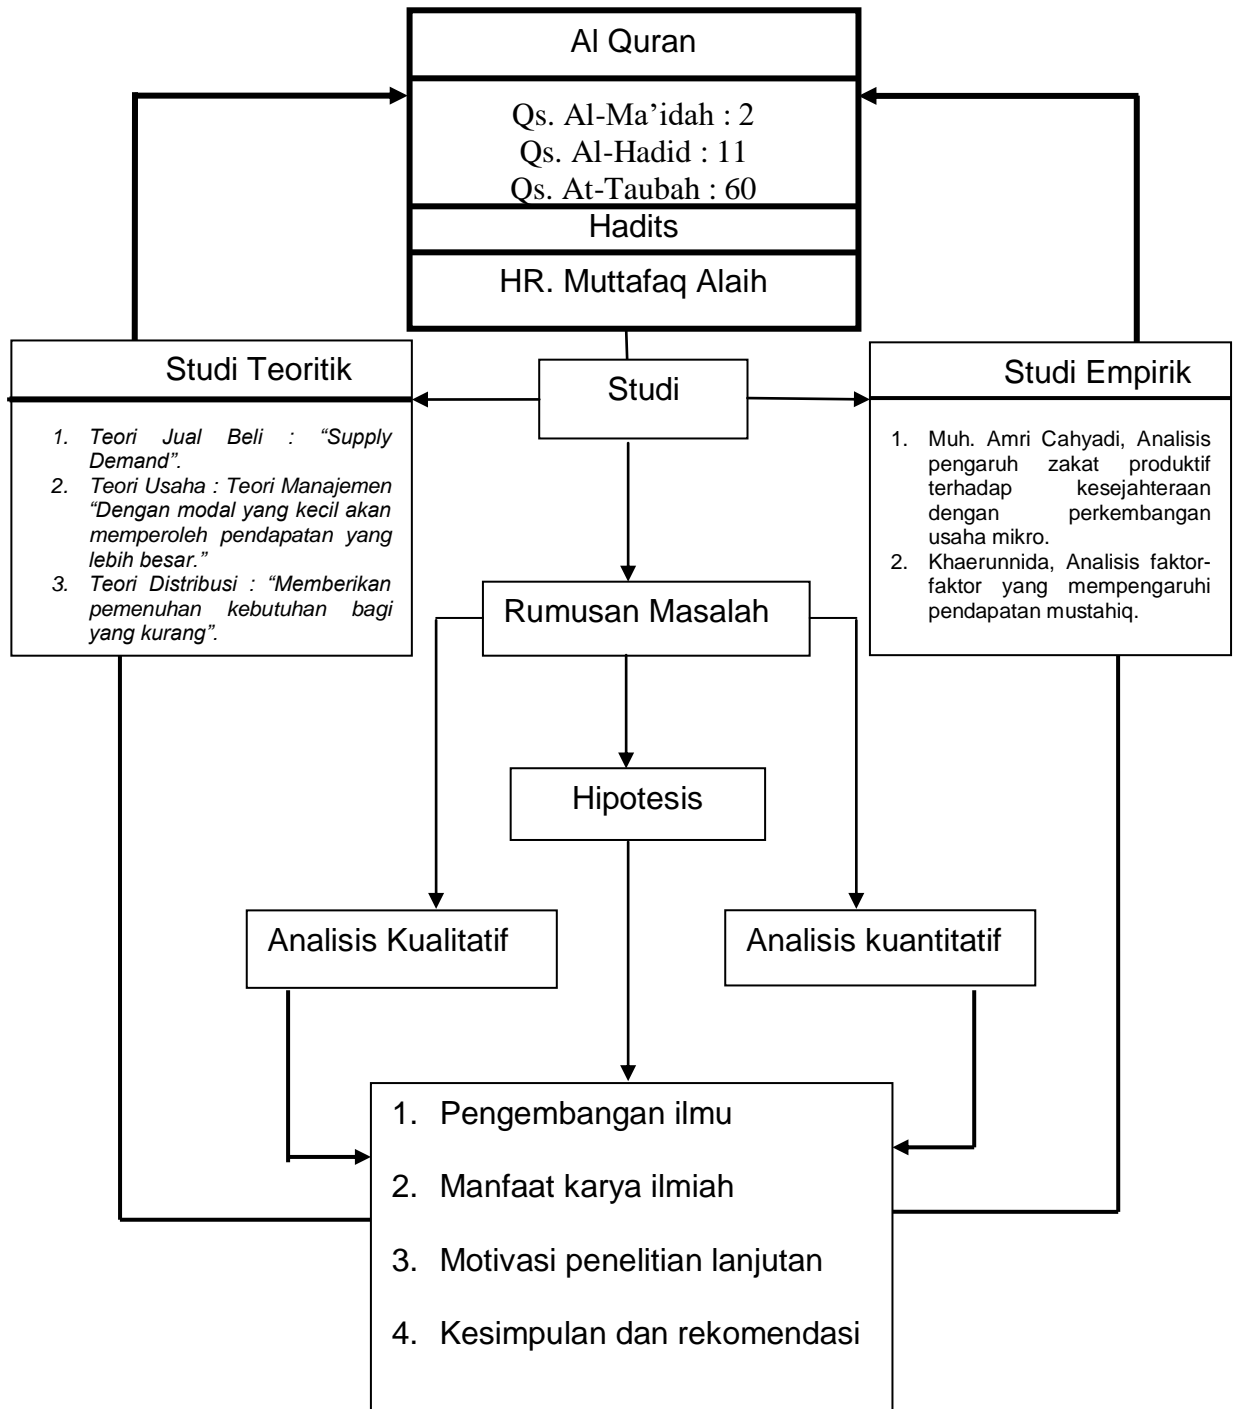 Al Quran
Qs. Al-Ma’idah : 2
Qs. Al-Hadid : 11
Qs. At-Taubah : 60
Hadits
HR. Muttafaq Alaih
Studi Teoritik
1. Teori Jual Beli : “Supply
Demand”.
2. Teori Usaha : Teori Manajemen
“Dengan modal yang kecil akan
memperoleh pendapatan yang
lebih besar.”
3. Teori Distribusi : “Memberikan
pemenuhan kebutuhan bagi
yang kurang”.
Studi
Studi Empirik
1. Muh. Amri Cahyadi, Analisis
pengaruh zakat produktif
terhadap kesejahteraan
dengan perkembangan
usaha mikro.
2. Khaerunnida, Analisis faktor-
faktor yang mempengaruhi
pendapatan mustahiq.
Rumusan Masalah
Hipotesis
Analisis Kualitatif
Analisis kuantitatif
1. Pengembangan ilmu
2. Manfaat karya ilmiah
3. Motivasi penelitian lanjutan
4. Kesimpulan dan rekomendasi